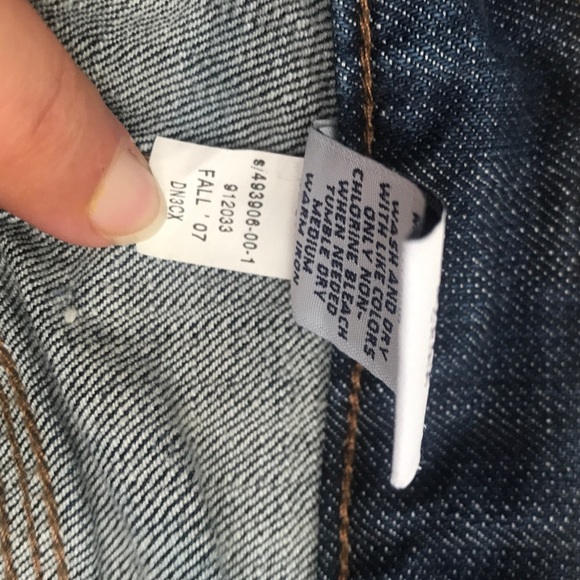 s/493906-00-1
912033
FALL '07
DN3CX
WASH AND DRY
WITH LIKE COLORS
ONLY NON-
CHLORINE BLEACH
WHEN NEEDED
TUMBLE DRY
MEDIUM
WARM IRON